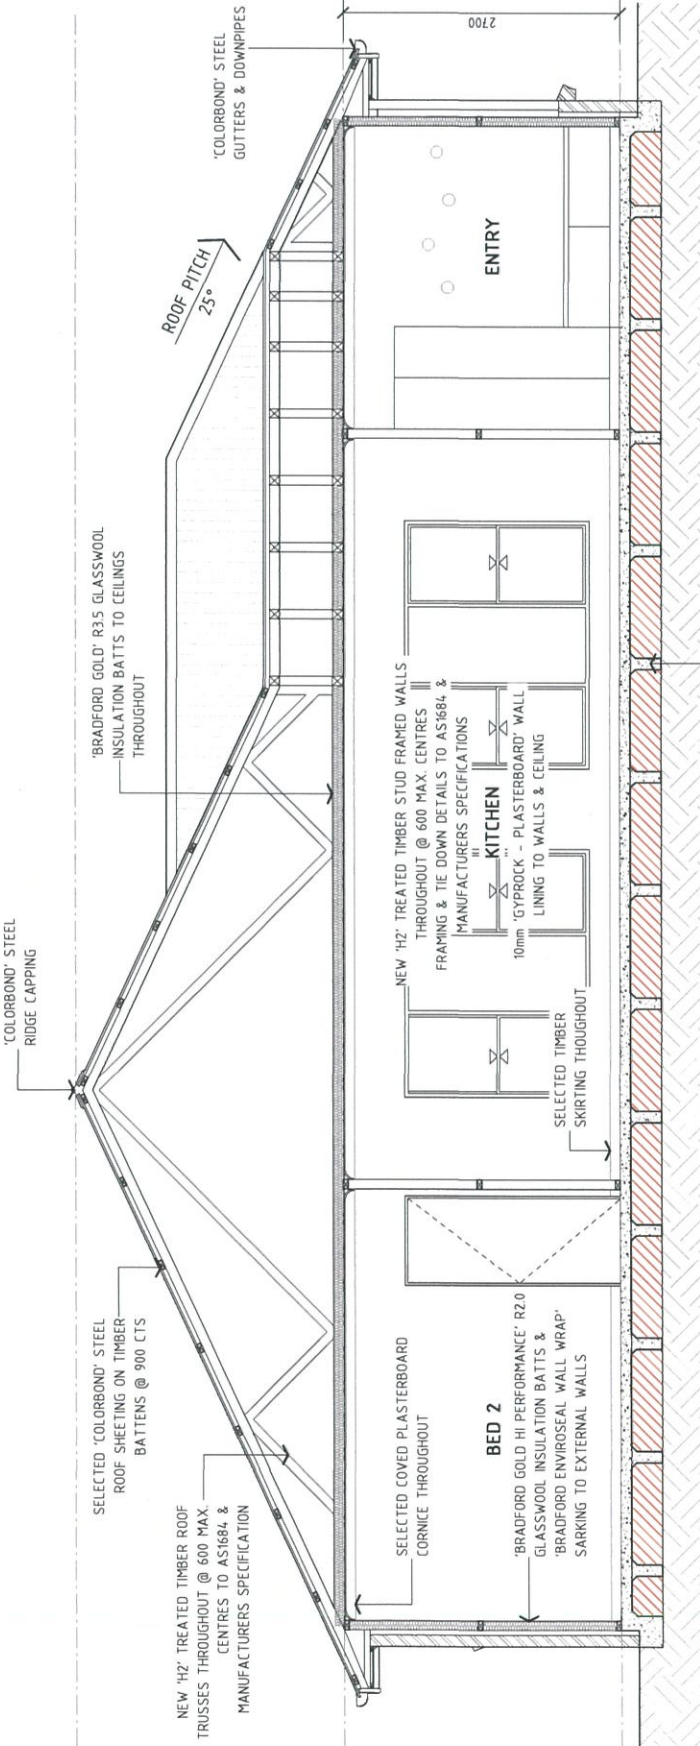 'COLORBOND' STEEL
RIDGE CAPPING
SELECTED 'COLORBOND' STEEL
ROOF SHEETING ON TIMBER
BATTENS @ 900 CTS
'BRADFORD GOLD' R3.5 GLASSWOOL
INSULATION BATTS TO CEILINGS
THROUGHOUT
ROOF PITCH
25°
'COLORBOND' STEEL
GUTTERS & DOWNPIPES
NEW 'H2' TREATED TIMBER ROOF
TRUSSES THROUGHOUT @ 600 MAX.
CENTRES TO AS1684 &
MANUFACTURERS SPECIFICATION
2700
SELECTED COVED PLASTERBOARD
CORNICE THROUGHOUT
BED 2
'BRADFORD GOLD HI PERFORMANCE' R2.0
GLASSWOOL INSULATION BATTS &
'BRADFORD ENVIROSEAL WALL WRAP'
SARKING TO EXTERNAL WALLS
NEW 'H2' TREATED TIMBER STUD FRAMED WALLS
THROUGHOUT @ 600 MAX. CENTRES
FRAMING & TIE DOWN DETAILS TO AS1684 &
MANUFACTURERS SPECIFICATIONS
KITCHEN
10mm 'GYPROCK - PLASTERBOARD' WALL
LINING TO WALLS & CEILING
SELECTED TIMBER
SKIRTING THOUGHOUT
ENTRY